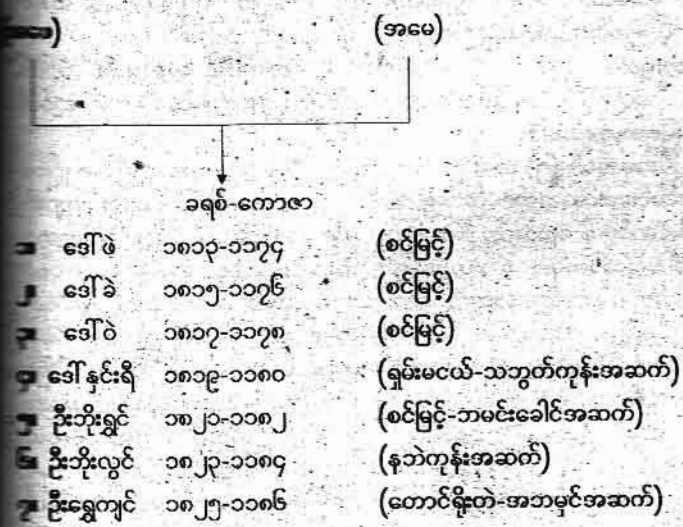 (အမေ)
ခရစ်-ကောဇာ
၁။ ဒေါ်ဖဲ ၁၈၁၃-၁၁၇၄ (စင်မြင့်)
၂။ ဒေါ်ခဲ ၁၈၁၅-၁၁၇၆ (စင်မြင့်)
၃။ ဒေါ်ဝဲ ၁၈၁၇-၁၁၇၈ (စင်မြင့်)
၄။ ဒေါ်နှင်းရီ ၁၈၁၉-၁၁၈၀ (ရှမ်းမငယ်-သဘွတ်ကုန်းအဆက်)
၅။ ဦးဘိုးရွှင် ၁၈၂၁-၁၁၈၂ (စင်မြင့်-ဘမင်းခေါင်အဆက်)
၆။ ဦးဘိုးလွင် ၁၈၂၃-၁၁၈၄ (နဘဲကုန်းအဆက်)
၇။ ဦးရွှေကျင် ၁၈၂၅-၁၁၈၆ (တောင်ရိုးတဲ-အဘမှင်အဆက်)